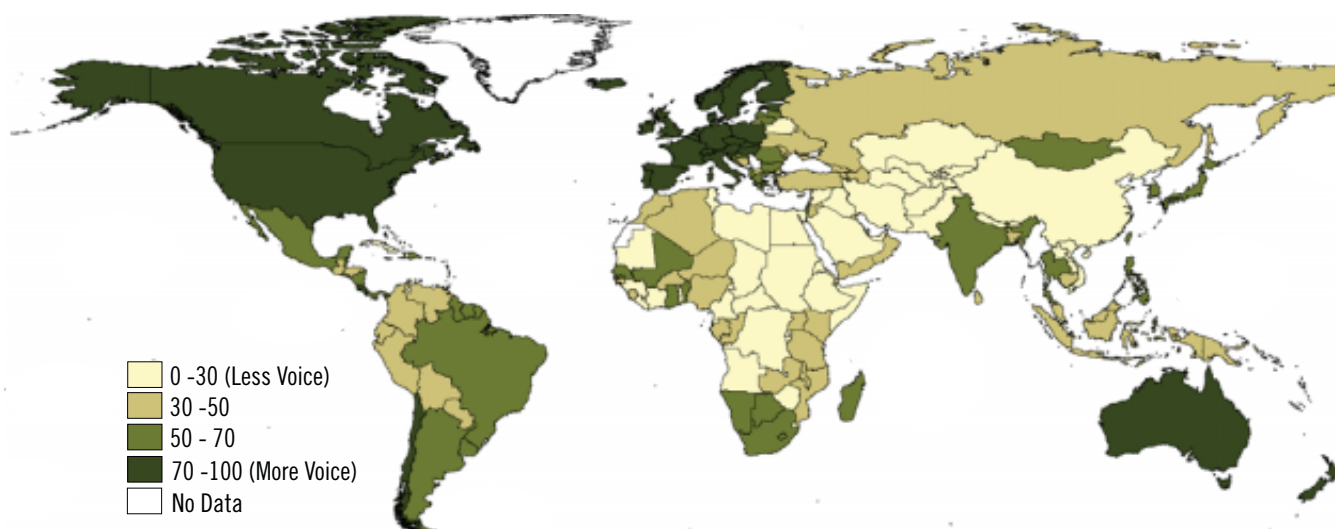 0 -30 (Less Voice)
30 -50
50 - 70
70 -100 (More Voice)
No Data